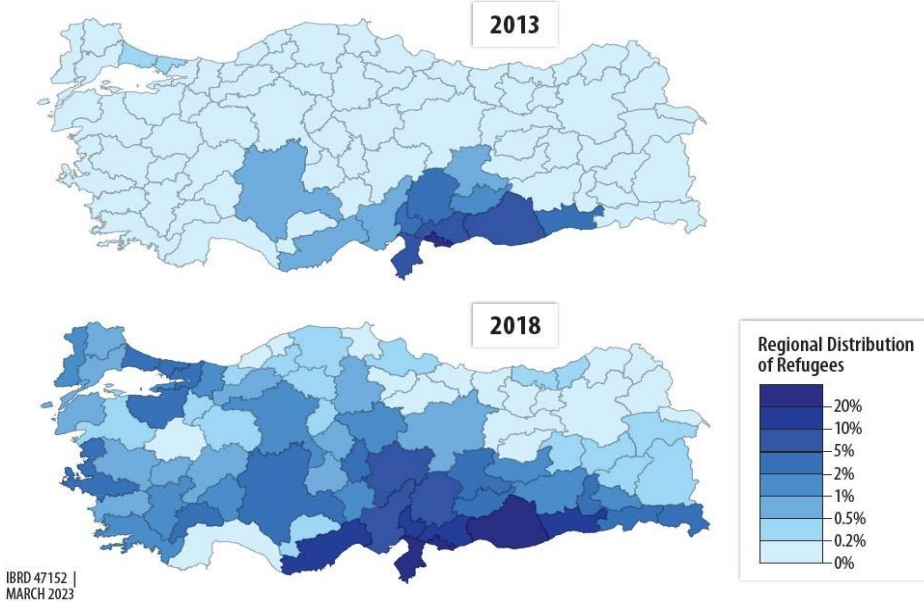 2013
2018
Regional Distribution
of Refugees
20%
10%
5%
2%
1%
0.5%
0.2%
0%
IBRD 47152 |
MARCH 2023